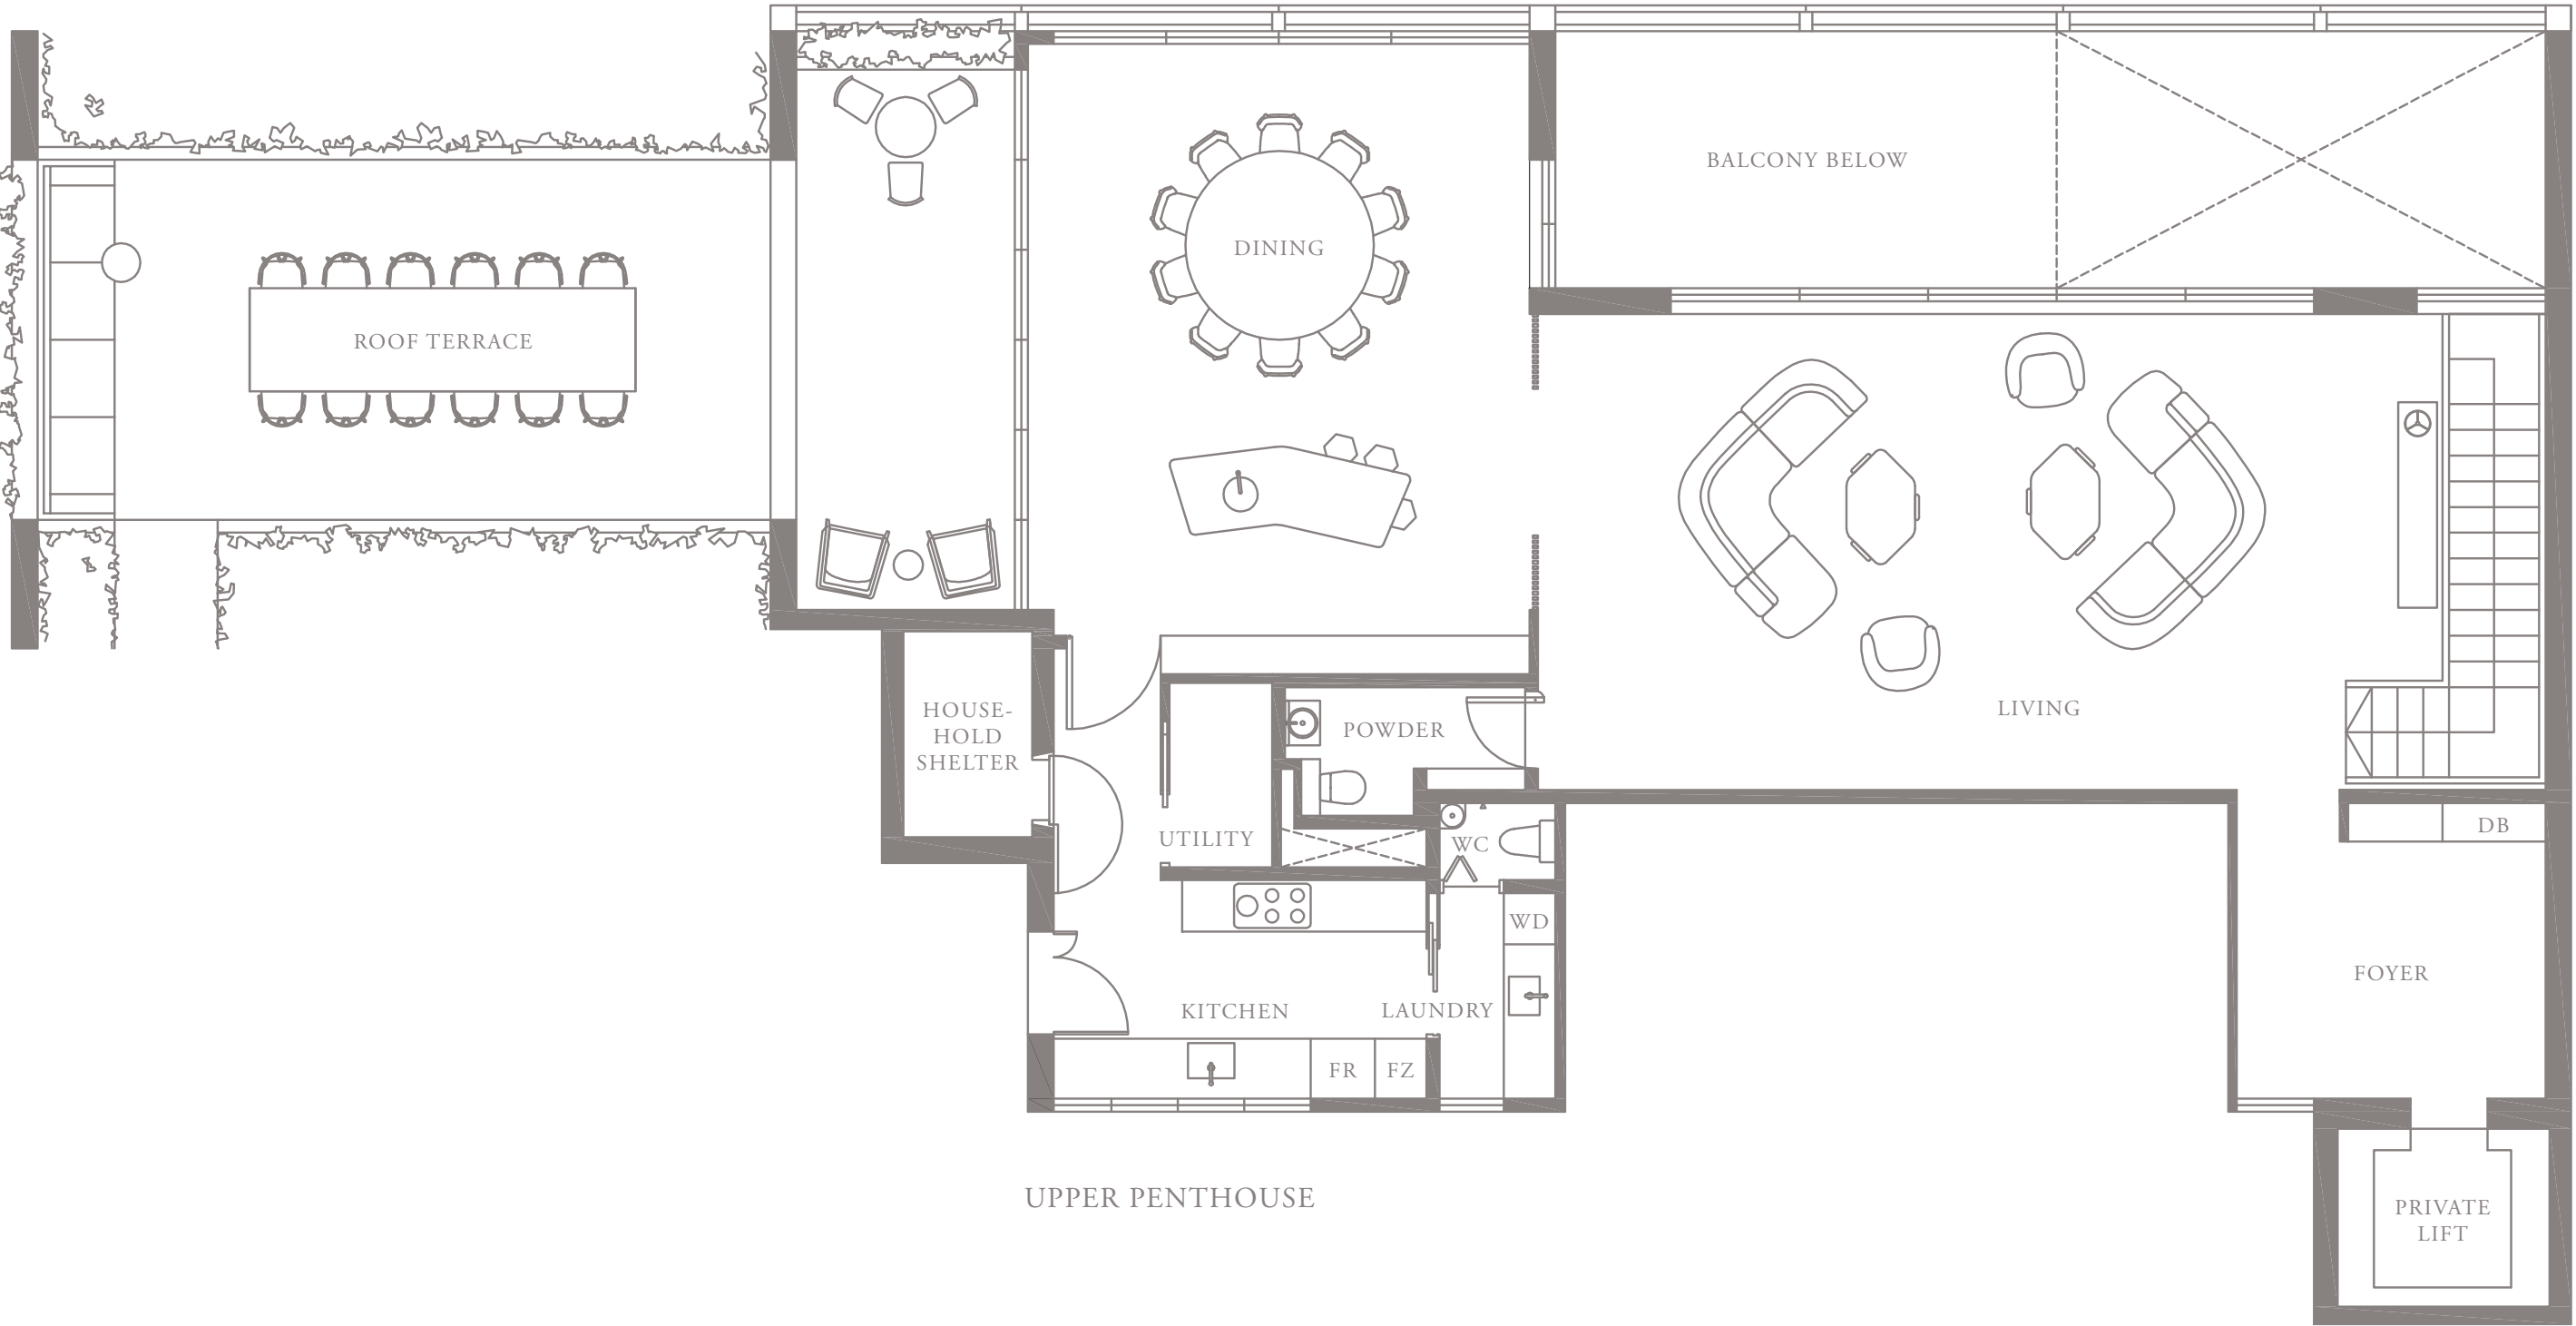 BALCONY BELOW
DINING
ROOF TERRACE
HOUSE-
HOLD
SHELTER
POWDER
LIVING
UTILITY
WC
DB
WD
FOYER
KITCHEN
LAUNDRY
FR
FZ
UPPER PENTHOUSE
PRIVATE
LIFT